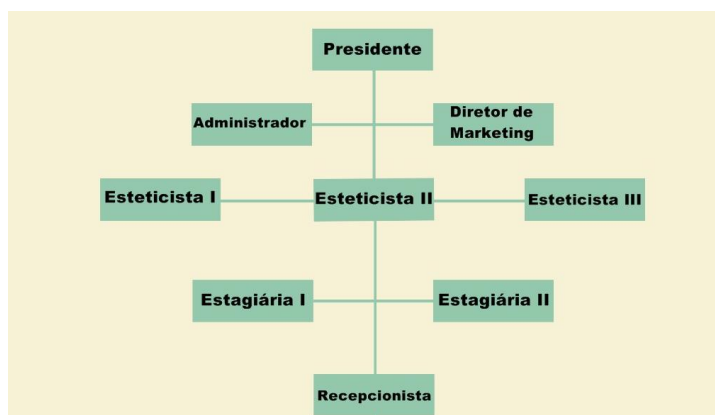 Presidente
Administrador
Diretor de
Marketing
Esteticista I
Esteticista II
Esteticista III
Estagiária I
Estagiária II
Recepcionista